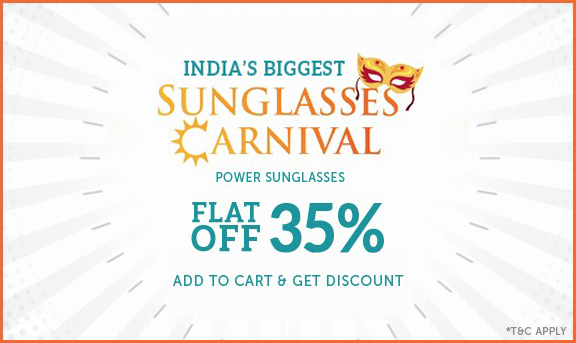 INDIA'S BIGGEST
SUNGLASSES
CARNIVAL
POWER SUNGLASSES
FLAT
OFF 35%
ADD TO CART & GET DISCOUNT
*T&C APPLY